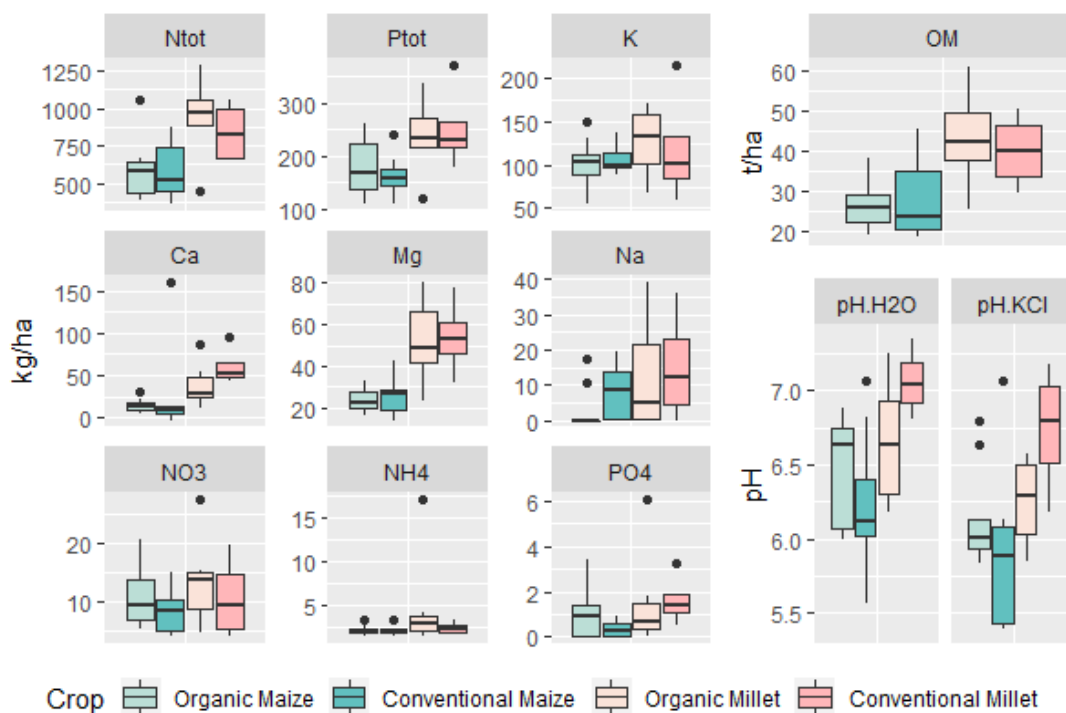 Ntot Ptot K OM
1250 1000 750 500
300 200 100
200 150 100 50
60 50 40 30 20
t/ha
Ca Mg Na
150 100 50 0
80 60 40 20
40 30 20 10 0
kg/ha
pH.H2O pH.KCl
7.0 6.5 6.0 5.5
pH
NO3 NH4 PO4
20 10
15 10 5
6 4 2 0
Crop Organic Maize Conventional Maize Organic Millet Conventional Millet